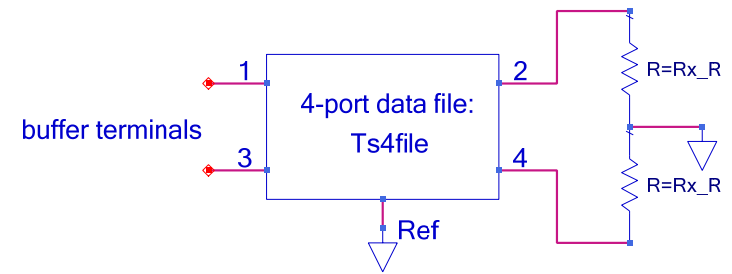 1
2
4-port data file:
R=Rx_R
buffer terminals
Ts4file
3
4
R=Rx_R
Ref